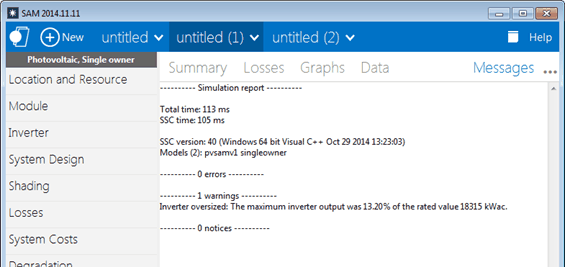 SAM 2014.11.11
New untitled untitled (1) untitled (2) Help
Photovoltaic, Single owner
Summary Losses Graphs Data Messages ...
Location and Resource
Module
Inverter
System Design
Shading
Losses
System Costs
Degradation
---------- Simulation report ----------
Total time: 113 ms
SSC time: 105 ms
SSC version: 40 (Windows 64 bit Visual C++ Oct 29 2014 13:23:03)
Models (2): pvsamv1 singleowner
---------- 0 errors ----------
---------- 1 warnings ----------
Inverter oversized: The maximum inverter output was 13.20% of the rated value 18315 kWac.
---------- 0 notices ----------